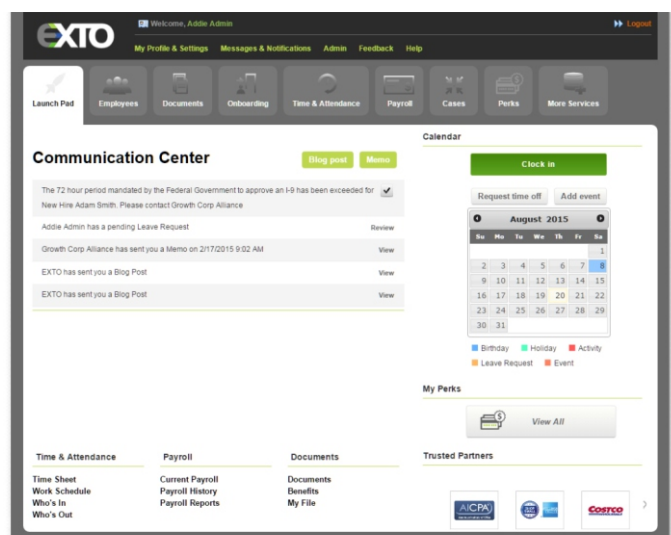 EXTO
Welcome, Addie Admin
Logout
My Profile & Settings Messages & Notifications Admin Feedback Help
Launch Pad Employees Documents Onboarding Time & Attendance Payroll Cases Perks More Services
Communication Center
Blog post Memo
The 72 hour period mandated by the Federal Government to approve an I-9 has been exceeded for
New Hire Adam Smith. Please contact Growth Corp Alliance
Addie Admin has a pending Leave Request Review
Growth Corp Alliance has sent you a Memo on 2/17/2015 9:02 AM View
EXTO has sent you a Blog Post View
EXTO has sent you a Blog Post View
Calendar
Clock in
Request time off Add event
August 2015
Su Mo Tu We Th Fr Sa
1
2 3 4 5 6 7 8
9 10 11 12 13 14 15
16 17 18 19 20 21 22
23 24 25 26 27 28 29
30 31
Birthday Holiday Activity
Leave Request Event
My Perks
View All
Time & Attendance
Time Sheet
Work Schedule
Who's In
Who's Out
Payroll
Current Payroll
Payroll History
Payroll Reports
Documents
Documents
Benefits
My File
Trusted Partners
AICPA
COSTCO